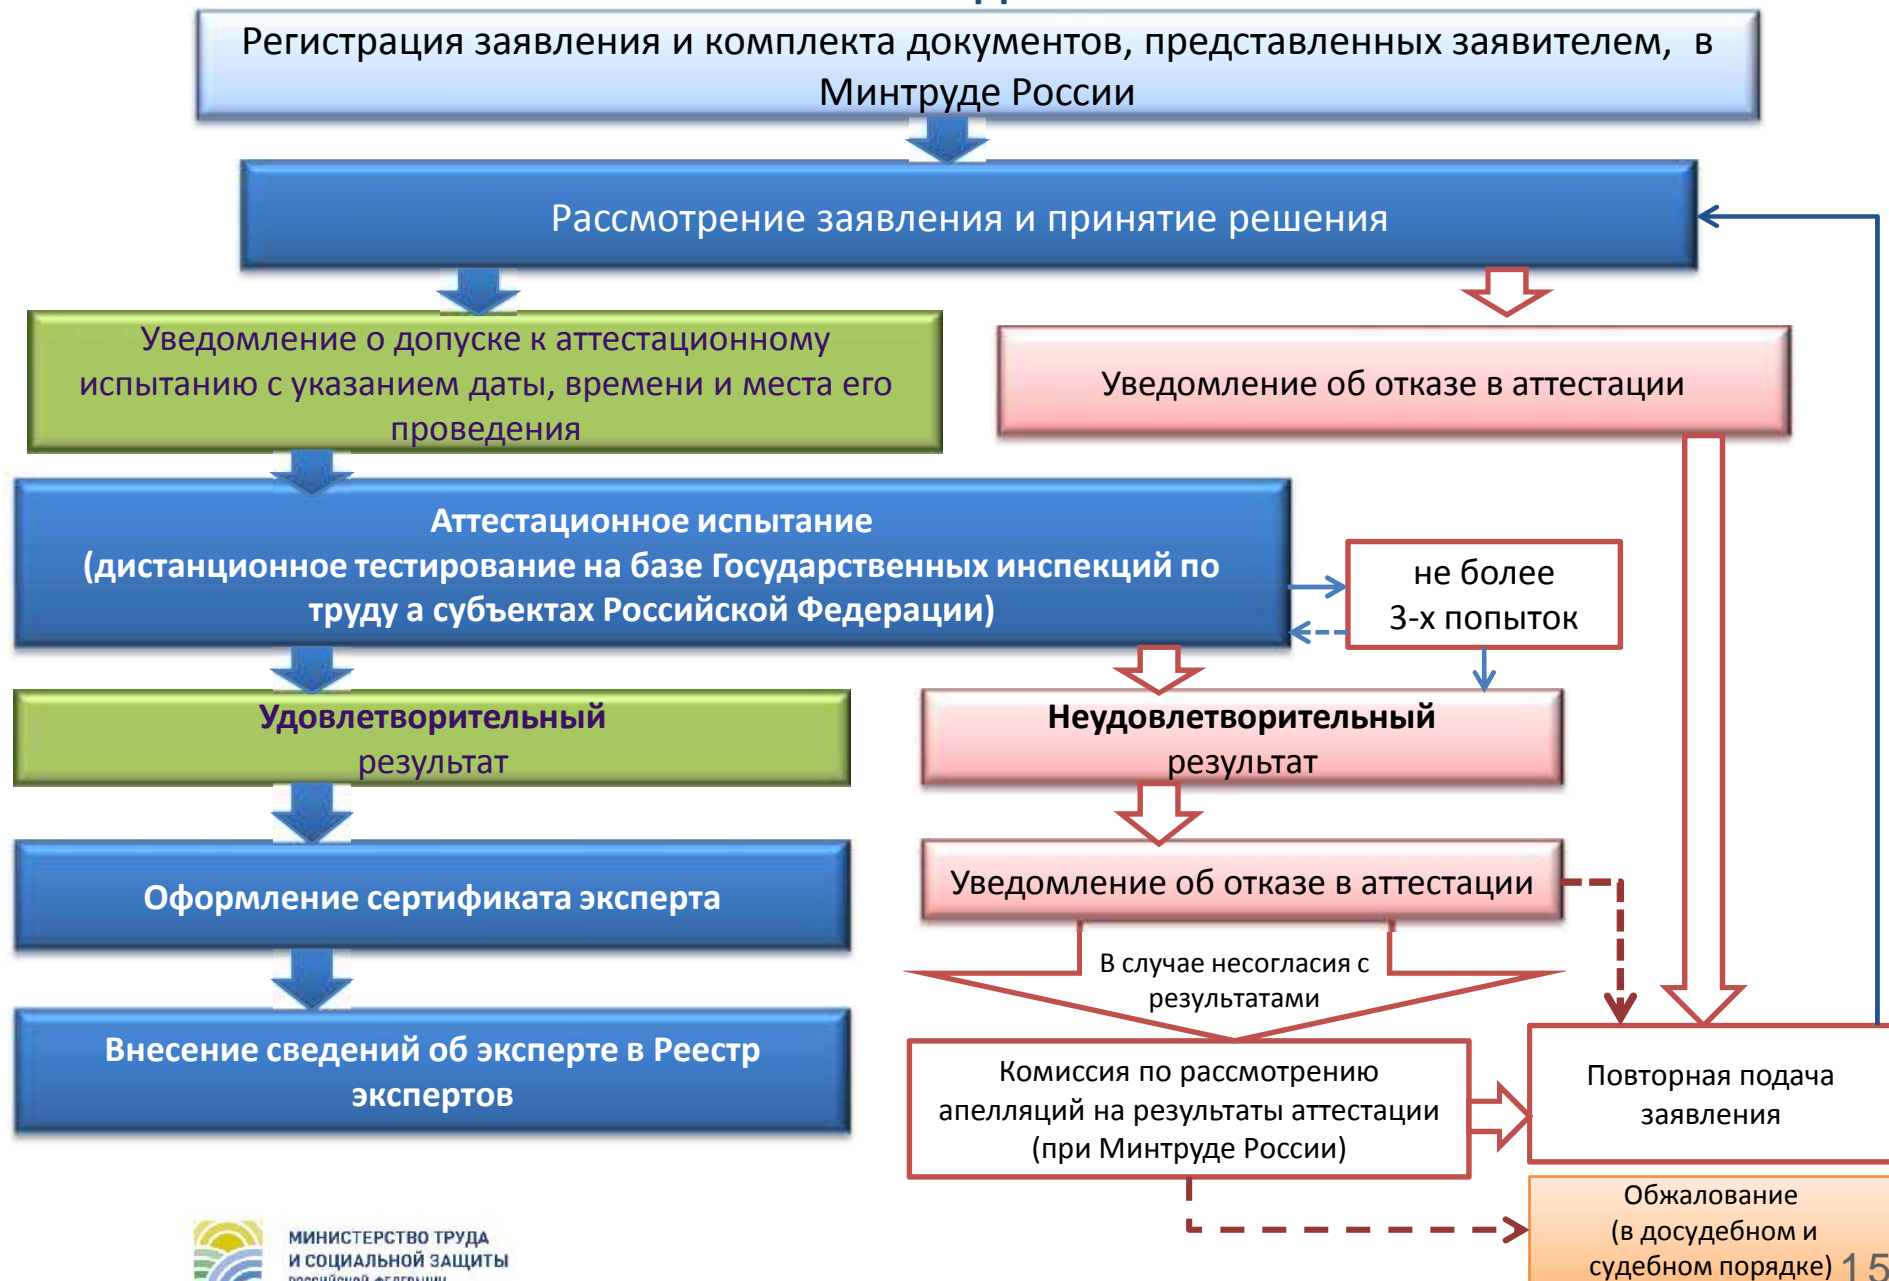 Регистрация заявления и комплекта документов, представленных заявителем, в
Минтруде России
Рассмотрение заявления и принятие решения
Уведомление о допуске к аттестационному
испытанию с указанием даты, времени и места его
проведения
Уведомление об отказе в аттестации
Аттестационное испытание
(дистанционное тестирование на базе Государственных инспекций по
труду а субъектах Российской Федерации)
не более
3-х попыток
Удовлетворительный
результат
Неудовлетворительный
результат
Оформление сертификата эксперта
Уведомление об отказе в аттестации
В случае несогласия с
результатами
Внесение сведений об эксперте в Реестр
экспертов
Комиссия по рассмотрению
апелляций на результаты аттестации
(при Минтруде России)
Повторная подача
заявления
Обжалование
(в досудебном и
судебном порядке)
15
МИНИСТЕРСТВО ТРУДА
И СОЦИАЛЬНОЙ ЗАЩИТЫ
РОССИЙСКОЙ ФЕДЕРАЦИИ